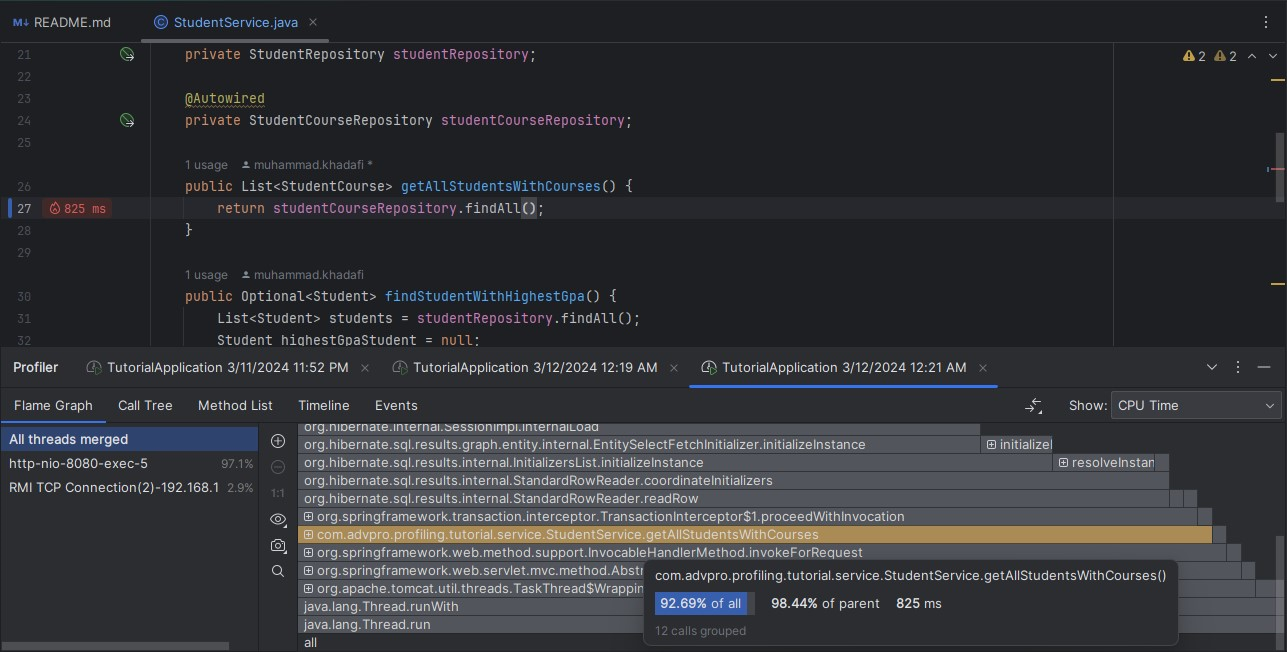 M↓ README.md
StudentService.java
21 private StudentRepository studentRepository;
2 2
22
23 @Autowired
24 private StudentCourseRepository studentCourseRepository;
25
1 usage muhammad.khadafi *
26 public List<StudentCourse> getAllStudentsWithCourses() {
27 825 ms return studentCourseRepository.findAll();
28 }
29
1 usage muhammad.khadafi
30 public Optional<Student> findStudentWithHighestGpa() {
31 List<Student> students = studentRepository.findAll();
32 Student highestGpaStudent = null;
Profiler
TutorialApplication 3/11/2024 11:52 PM
TutorialApplication 3/12/2024 12:19 AM
TutorialApplication 3/12/2024 12:21 AM
Flame Graph Call Tree Method List Timeline Events
Show: CPU Time
All threads merged
http-nio-8080-exec-5 97.1%
RMI TCP Connection(2)-192.168.1 2.9%
1:1
org.hibernate.internal.SessionImpl.internalLoad
org.hibernate.sql.results.graph.entity.internal.EntitySelectFetchInitializer.initializeInstance
initializeI
org.hibernate.sql.results.internal.InitializersList.initializeInstance
resolveInstan
org.hibernate.sql.results.internal.StandardRowReader.coordinateInitializers
org.hibernate.sql.results.internal.StandardRowReader.readRow
org.springframework.transaction.interceptor.TransactionInterceptor$1.proceedWithInvocation
com.advpro.profiling.tutorial.service.StudentService.getAllStudentsWithCourses
org.springframework.web.method.support.InvocableHandlerMethod.invokeForRequest
org.springframework.web.servlet.mvc.method.Abstr
org.apache.tomcat.util.threads.TaskThread$Wrappin
java.lang.Thread.runWith
java.lang.Thread.run
all
com.advpro.profiling.tutorial.service.StudentService.getAllStudentsWithCourses()
92.69% of all 98.44% of parent 825 ms
12 calls grouped